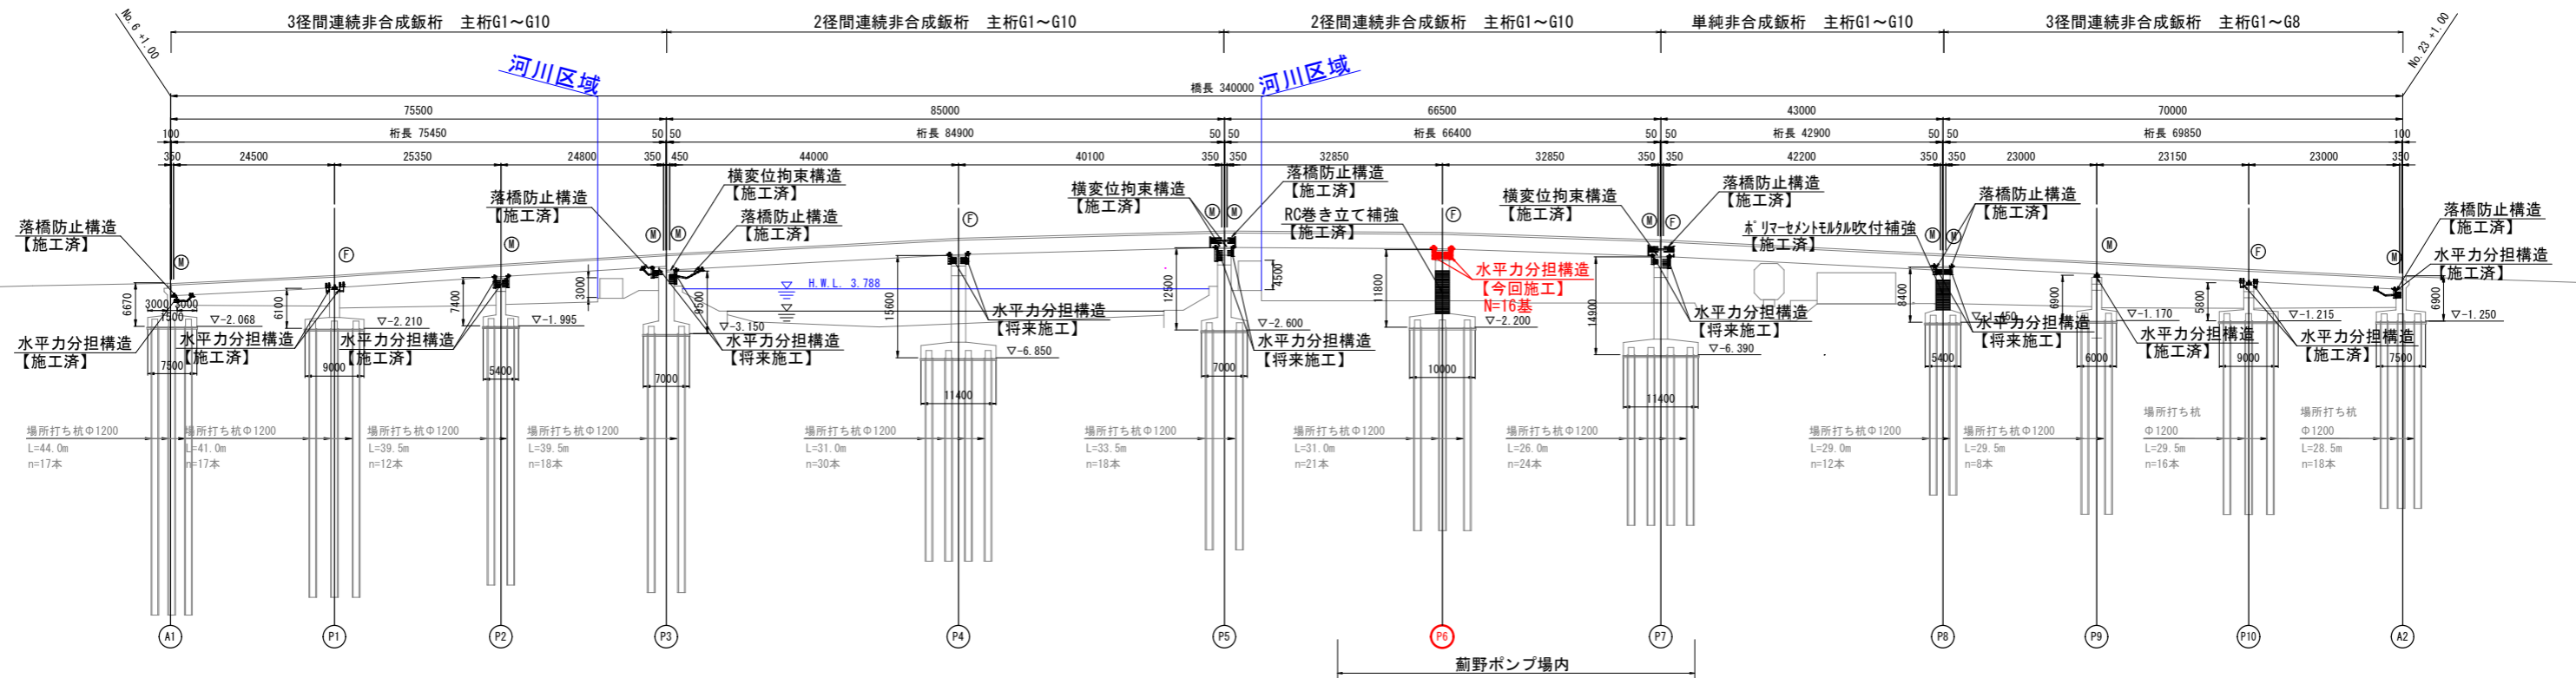 No. 6 +1.00
3径間連続非合成鈑桁　主桁G1～G10
2径間連続非合成鈑桁　主桁G1～G10
2径間連続非合成鈑桁　主桁G1～G10
単純非合成鈑桁　主桁G1～G10
3径間連続非合成鈑桁　主桁G1～G8
No. 23 +1.00
河川区域
河川区域
橋長 340000
75500
85000
66500
43000
70000
100
桁長 75450
50
50
桁長 84900
50
50
桁長 66400
50
50
桁長 42900
50
50
桁長 69850
100
350
24500
25350
24800
350
450
44000
40100
350
350
32850
32850
350
350
42200
350
350
23000
23150
23000
350
落橋防止構造
【施工済】
落橋防止構造
【施工済】
横変位拘束構造
【施工済】
落橋防止構造
【施工済】
横変位拘束構造
【施工済】
落橋防止構造
【施工済】
RC巻き立て補強
【施工済】
横変位拘束構造
【施工済】
落橋防止構造
【施工済】
ﾎﾟﾘﾏｰｾﾒﾝﾄﾓﾙﾀﾙ吹付補強
【施工済】
落橋防止構造
【施工済】
落橋防止構造
【施工済】
水平力分担構造
【施工済】
M
F
M
M
M
F
M
M
F
M
F
M
M
M
F
M
H.W.L. 3.788
水平力分担構造
【今回施工】
N=16基
6670
3000
3000
7500
6100
7400
3000
9500
15600
12500
4500
11800
14900
8400
6900
5800
6900
▽-2.068
▽-2.210
▽-1.995
▽-3.150
▽-6.850
▽-2.600
▽-2.200
▽-6.390
▽-1.450
▽-1.170
▽-1.215
▽-1.250
水平力分担構造
【施工済】
水平力分担構造
【施工済】
水平力分担構造
【施工済】
水平力分担構造
【将来施工】
水平力分担構造
【将来施工】
水平力分担構造
【将来施工】
水平力分担構造
【将来施工】
水平力分担構造
【将来施工】
水平力分担構造
【施工済】
水平力分担構造
【施工済】
7500
9000
5400
7000
11400
7000
10000
11400
5400
6000
9000
7500
場所打ち杭Φ1200
L=44.0m
n=17本
場所打ち杭Φ1200
L=41.0m
n=17本
場所打ち杭Φ1200
L=39.5m
n=12本
場所打ち杭Φ1200
L=39.5m
n=18本
場所打ち杭Φ1200
L=31.0m
n=30本
場所打ち杭Φ1200
L=33.5m
n=18本
場所打ち杭Φ1200
L=31.0m
n=21本
場所打ち杭Φ1200
L=26.0m
n=24本
場所打ち杭Φ1200
L=29.0m
n=12本
場所打ち杭Φ1200
L=29.5m
n=8本
場所打ち杭
Φ1200
L=29.5m
n=16本
場所打ち杭
Φ1200
L=28.5m
n=18本
A1
P1
P2
P3
P4
P5
P6
P7
P8
P9
P10
A2
薊野ポンプ場内